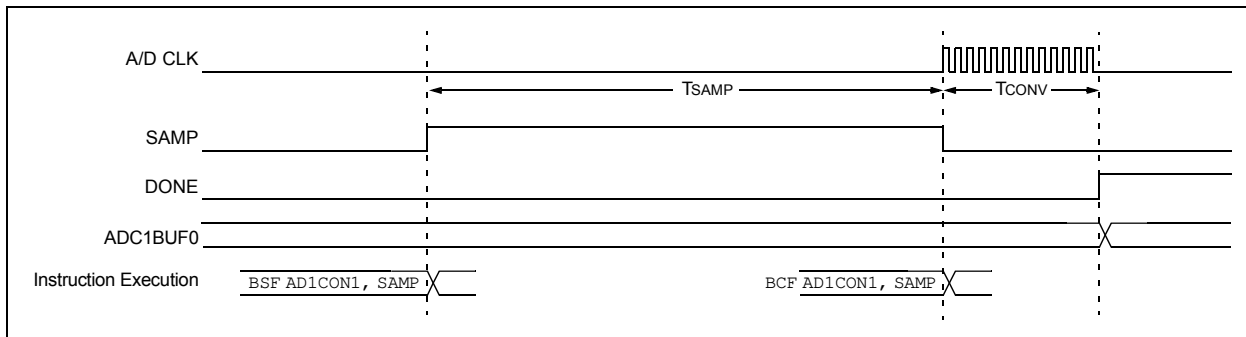 A/D CLK
TSAMP
TCONV
SAMP
DONE
ADC1BUF0
Instruction Execution
BSF AD1CON1, SAMP
BCF AD1CON1, SAMP